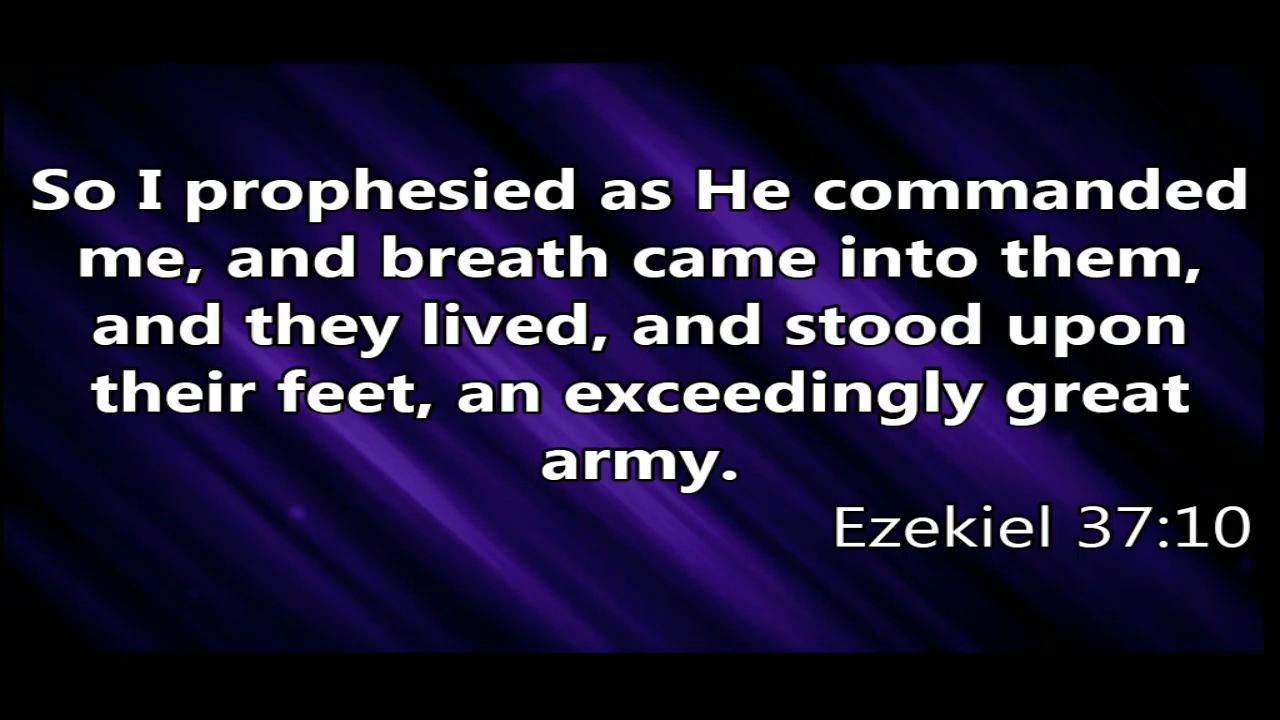 So I prophesied as He commanded
me, and breath came into them,
and they lived, and stood upon
their feet, an exceedingly great
army.
Ezekiel 37:10